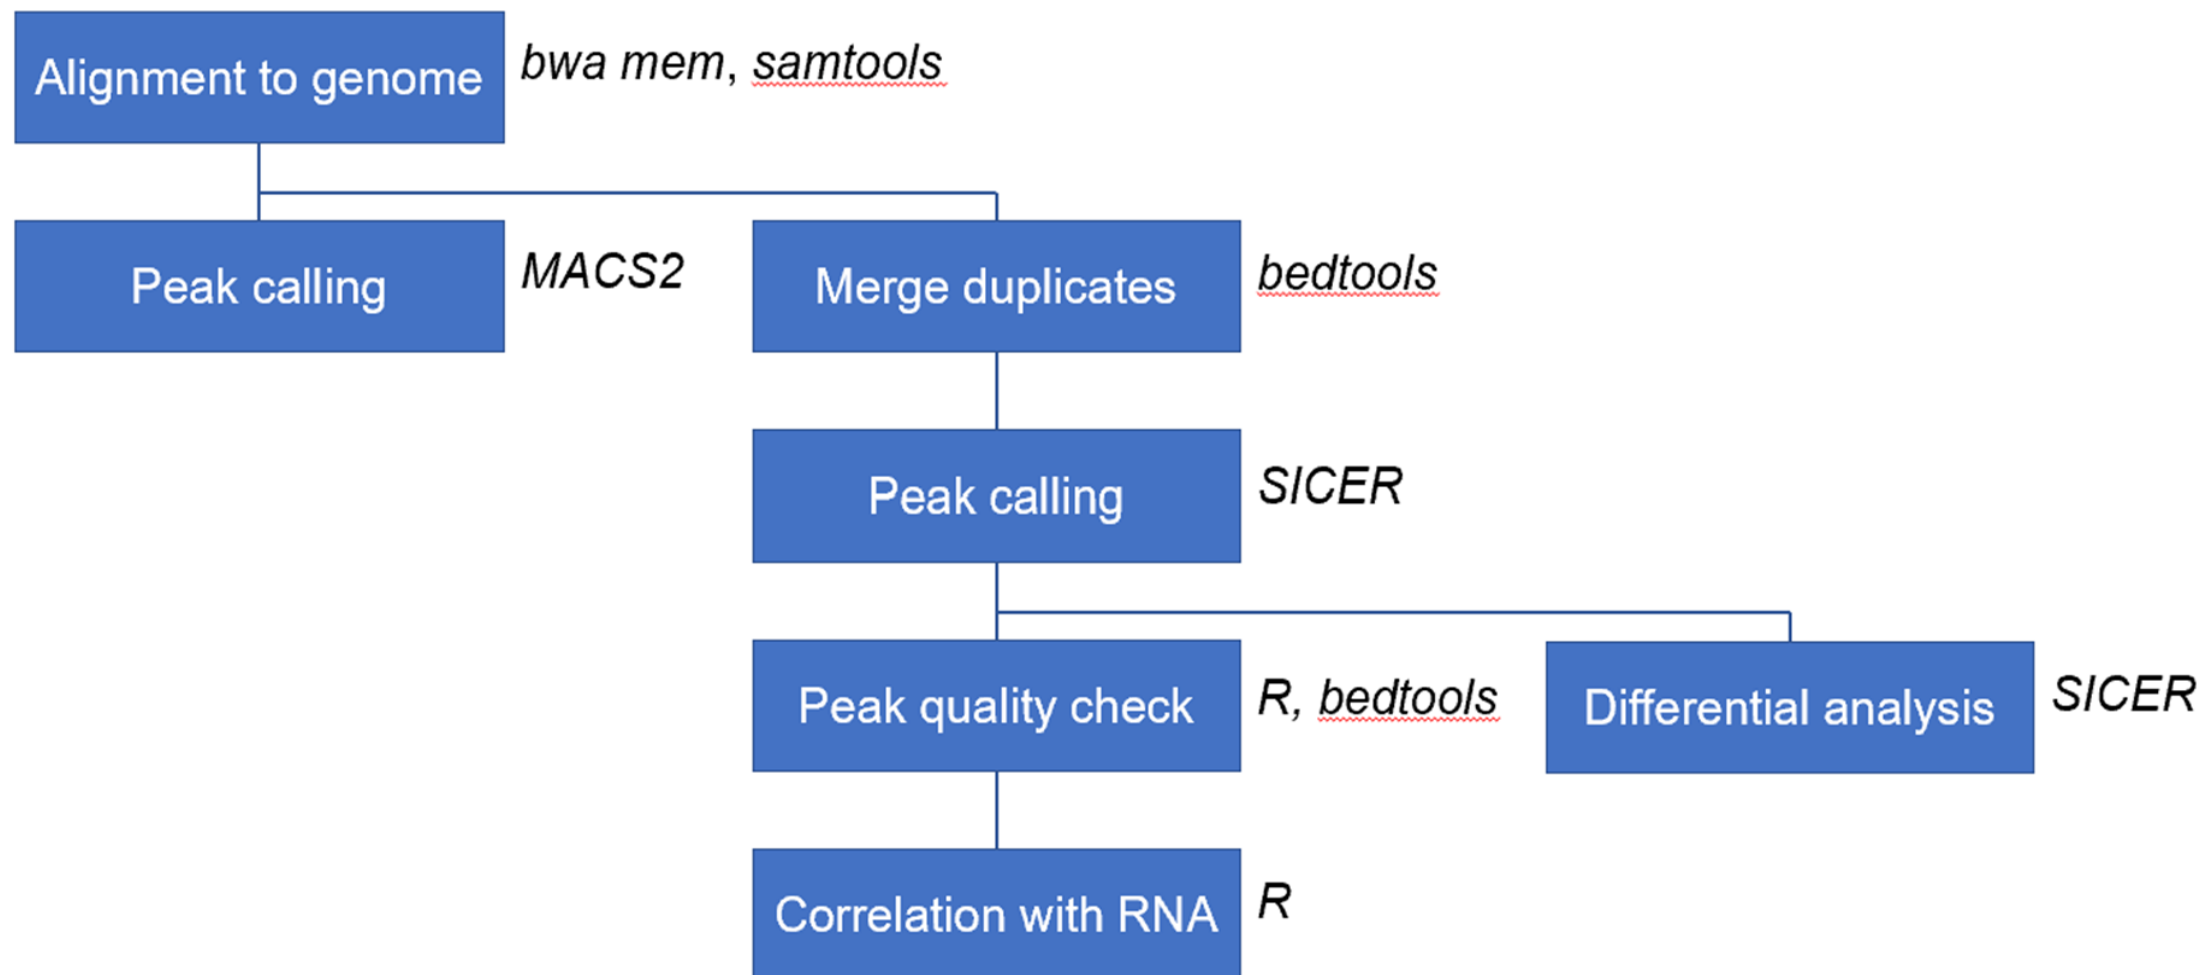 Alignment to genome
bwa mem, samtools
Peak calling
MACS2
Merge duplicates
bedtools
Peak calling
SICER
Peak quality check
R, bedtools
Differential analysis
SICER
Correlation with RNA
R